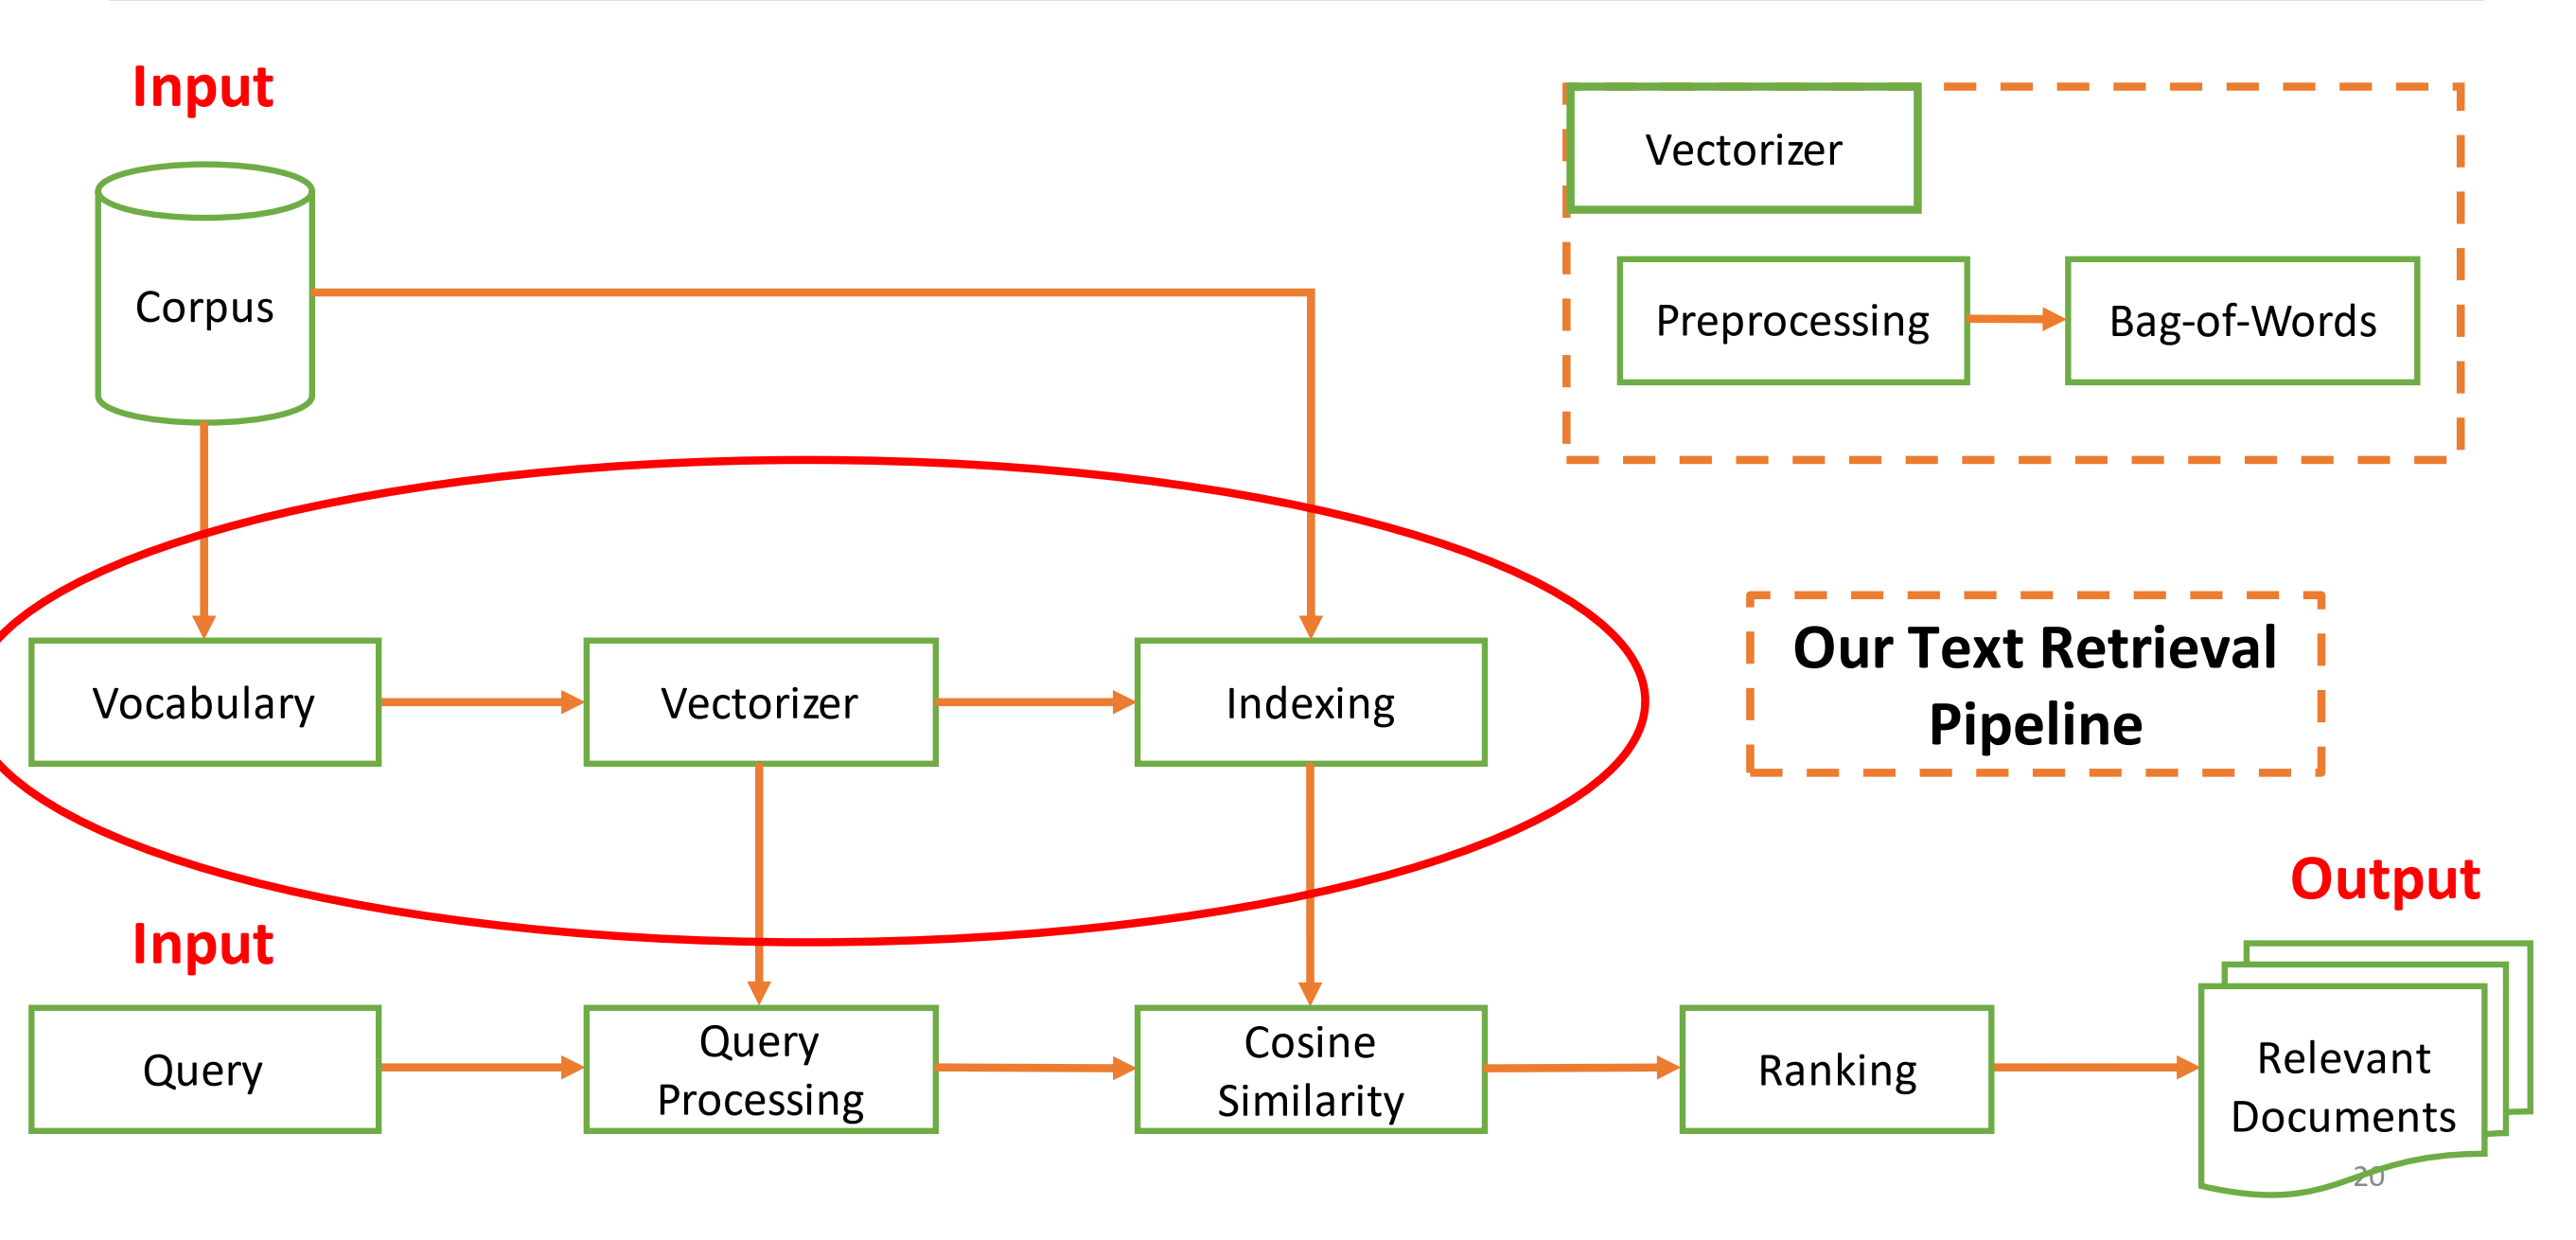 Input
Vectorizer
Corpus
Preprocessing
Bag-of-Words
Our Text Retrieval
Pipeline
Vocabulary
Vectorizer
Indexing
Output
Input
Query
Query
Processing
Cosine
Similarity
Ranking
Relevant
Documents
20